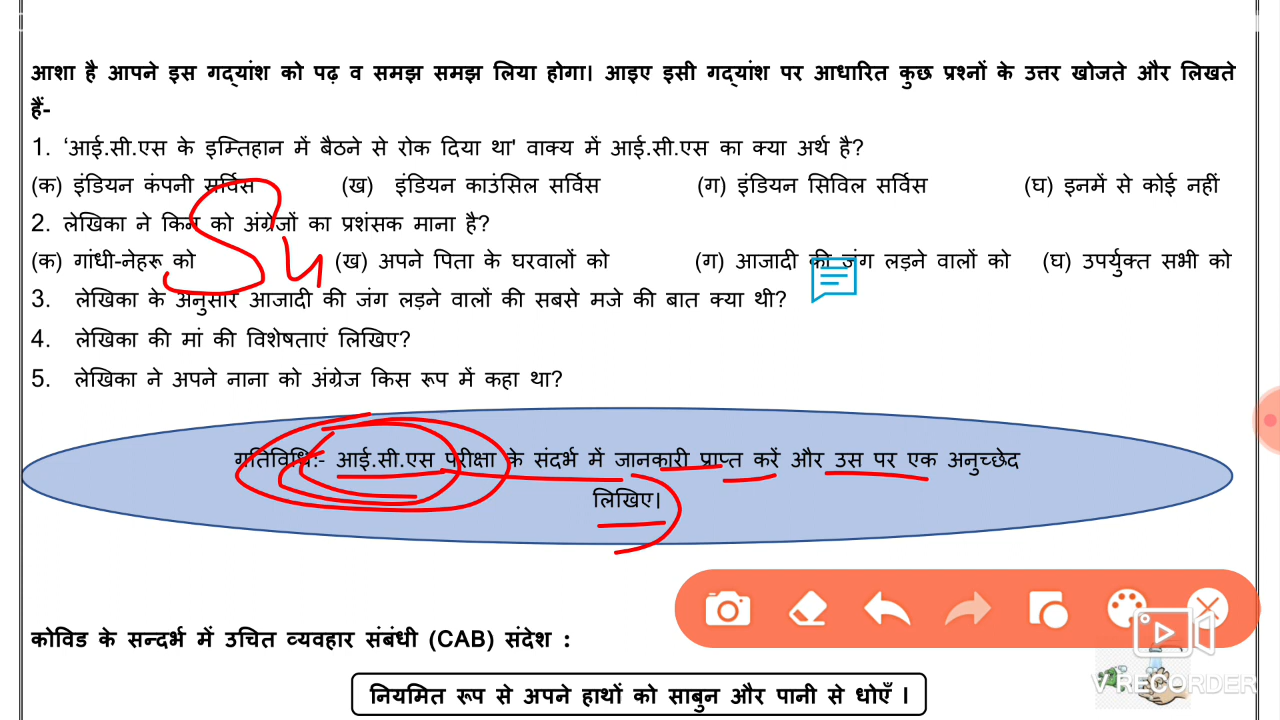 आशा है आपने इस गद्यांश को पढ़ व समझ समझ लिया होगा। आइए इसी गद्यांश पर आधारित कुछ प्रश्नों के उत्तर खोजते और लिखते
हैं-
1. ‘आई.सी.एस के इम्तिहान में बैठने से रोक दिया था' वाक्य में आई.सी.एस का क्या अर्थ है?
(क) इंडियन कंपनी सर्विस (ख) इंडियन काउंसिल सर्विस (ग) इंडियन सिविल सर्विस (घ) इनमें से कोई नहीं
2. लेखिका ने किन को अंग्रेजों का प्रशंसक माना है?
(क) गांधी-नेहरू को (ख) अपने पिता के घरवालों को (ग) आजादी की जंग लड़ने वालों को (घ) उपर्युक्त सभी को
3. लेखिका के अनुसार आजादी की जंग लड़ने वालों की सबसे मजे की बात क्या थी?
4. लेखिका की मां की विशेषताएं लिखिए?
5. लेखिका ने अपने नाना को अंग्रेज किस रूप में कहा था?
गतिविधि:- आई.सी.एस परीक्षा के संदर्भ में जानकारी प्राप्त करें और उस पर एक अनुच्छेद
लिखिए।
कोविड के सन्दर्भ में उचित व्यवहार संबंधी (CAB) संदेश :
नियमित रूप से अपने हाथों को साबुन और पानी से धोएँ ।
V RECORDER